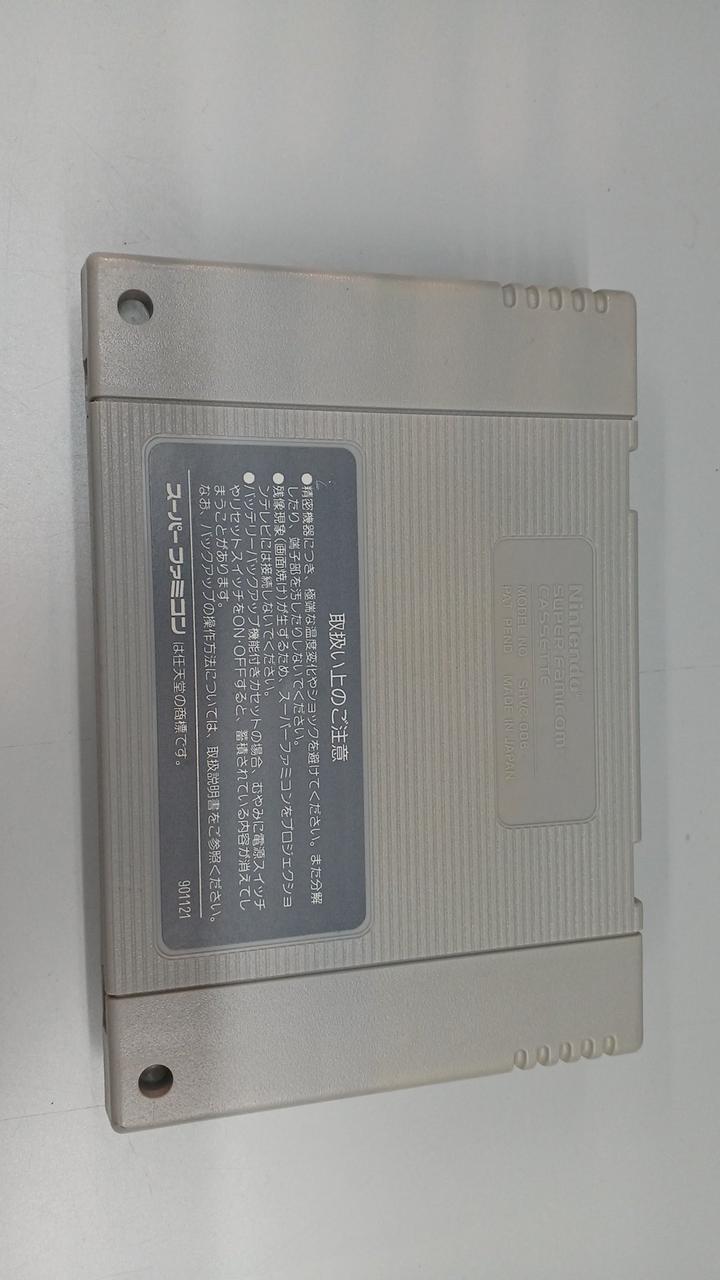 Nintendo
SUPER Famicom
CASSETTE
MODEL NO. SHVC-006
PAT. PEND. MADE IN JAPAN
取扱い上のご注意
●精密機器につき、極端な温度変化やショックを避けてください。また分解
したり、端子部を汚したりしないでください。
●残像現象(画面焼け)が生ずるため、スーパーファミコンをプロジェクショ
ンテレビには接続しないでください。
●バッテリーバックアップ機能付きカセットの場合、むやみに電源スイッチ
やリセットスイッチをON・OFFすると、蓄積されている内容が消えてし
まうことがあります。
なお、バックアップの操作方法については、取扱説明書をご参照ください。
スーパーファミコンは任天堂の商標です。
901121